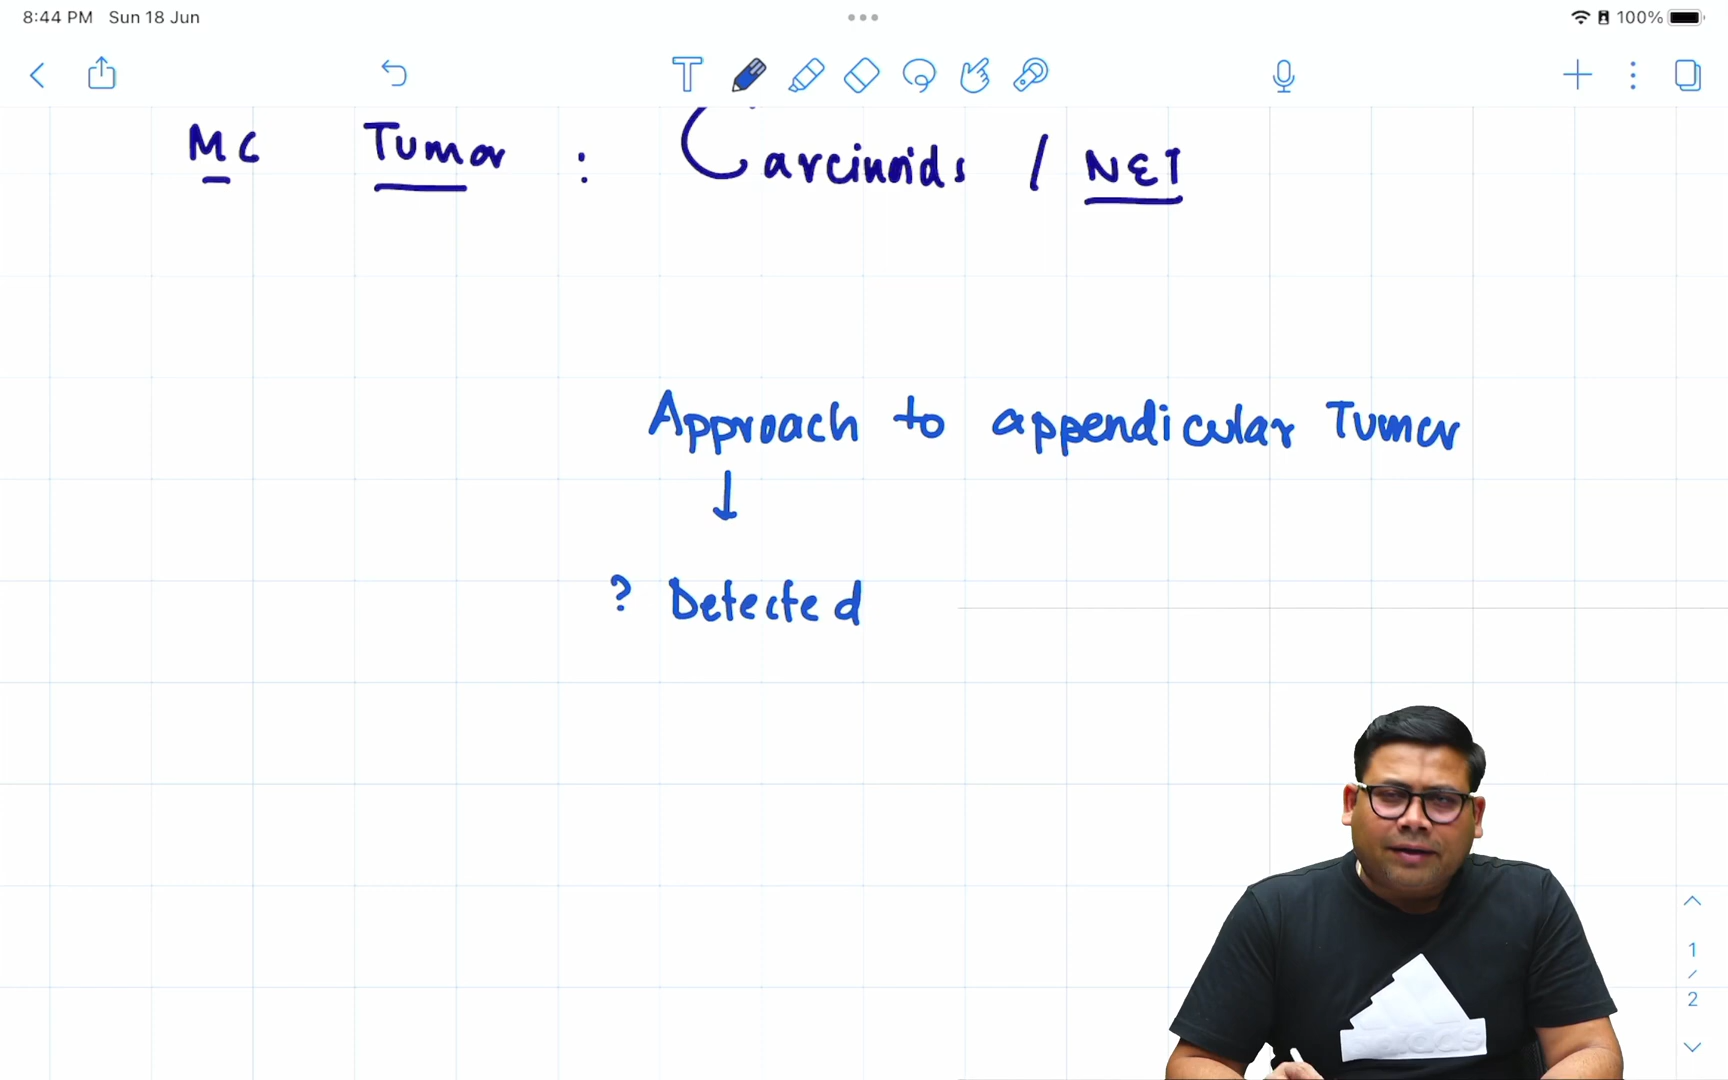 8:44 PM Sun 18 Jun
100%
T
MC Tumor : Carcinoids / NET
Approach to appendicular Tumor
↓
? Detected
1
/
2